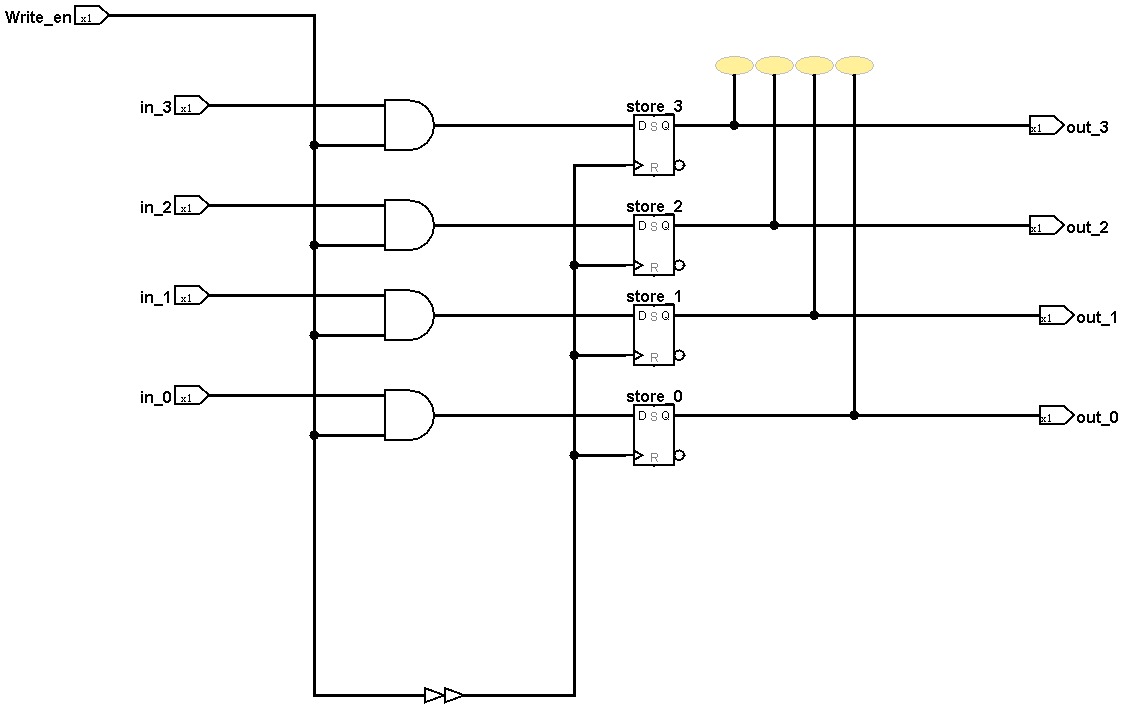 Write_en x1
in_3 x1
store_3
D S Q
R
x1 out_3
in_2 x1
store_2
D S Q
R
x1 out_2
in_1 x1
store_1
D S Q
R
x1 out_1
in_0 x1
store_0
D S Q
R
x1 out_0